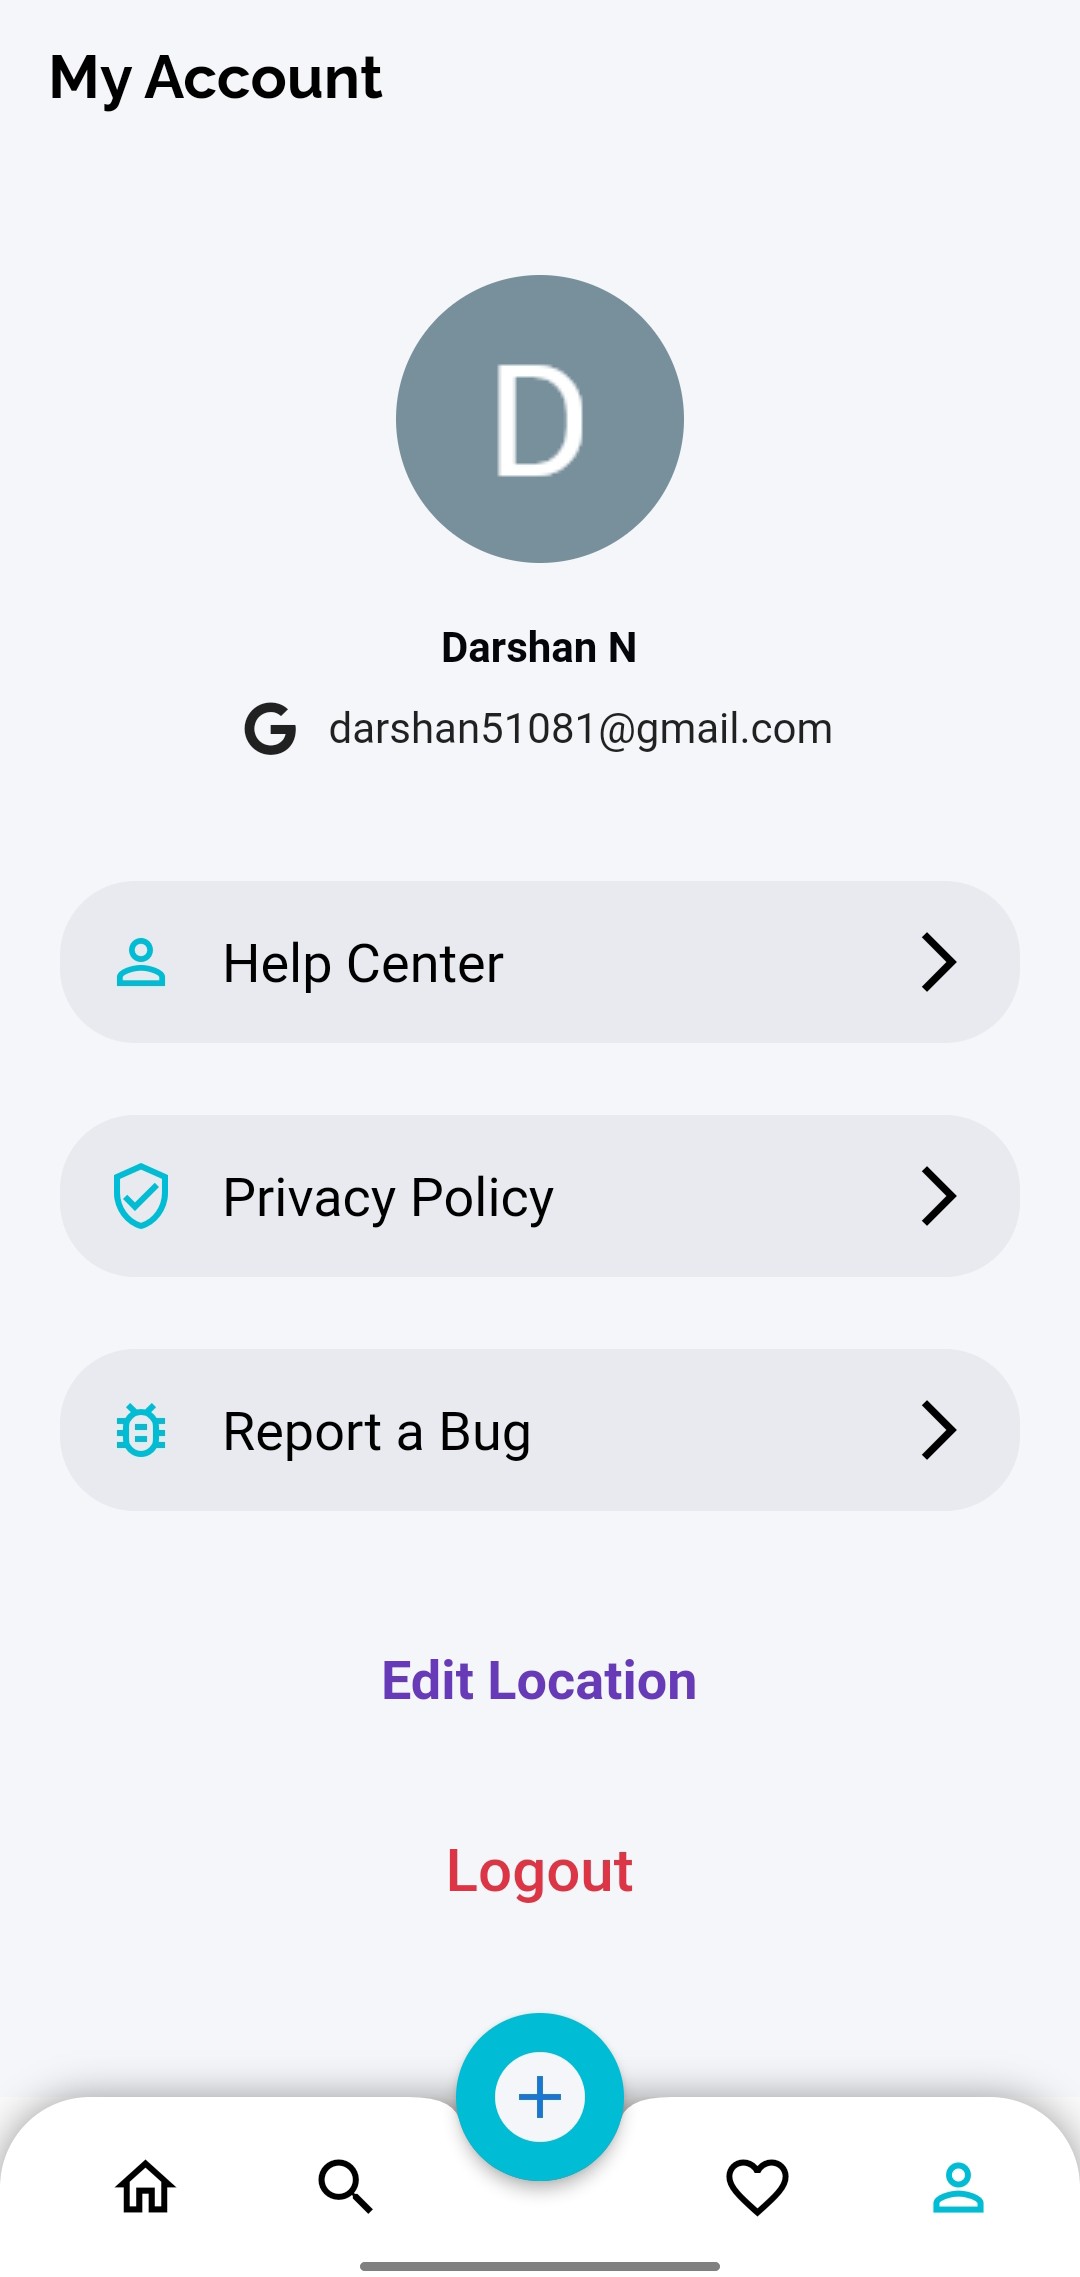 My Account
D
Darshan N
G darshan51081@gmail.com
Help Center
Privacy Policy
Report a Bug
Edit Location
Logout